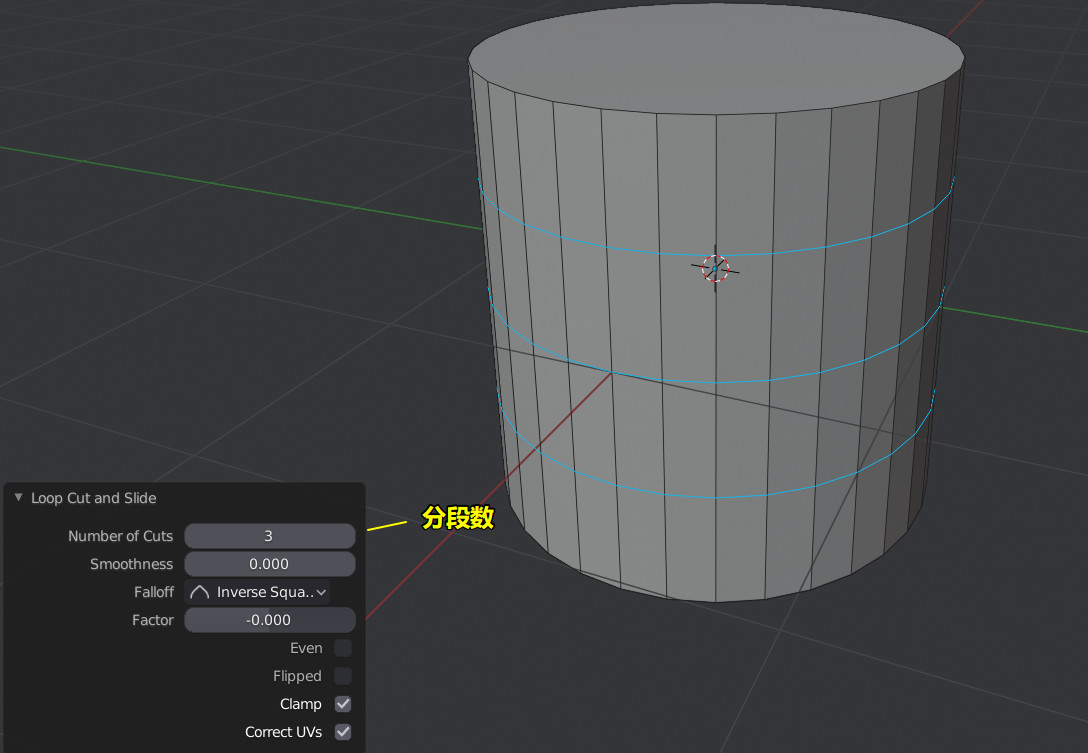 Loop Cut and Slide
Number of Cuts 3
分段数
Smoothness 0.000
Falloff Inverse Squa..
Factor -0.000
Even
Flipped
Clamp
Correct UVs